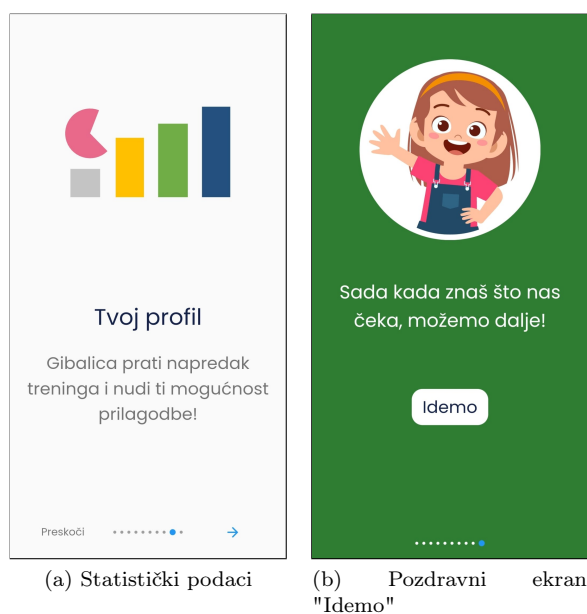 Tvoj profil
Gibalica prati napredak
treninga i nudi ti mogućnost
prilagodbe!
Preskoči
(a) Statistički podaci
Sada kada znaš što nas
čeka, možemo dalje!
Idemo
(b) Pozdravni ekran
"Idemo"